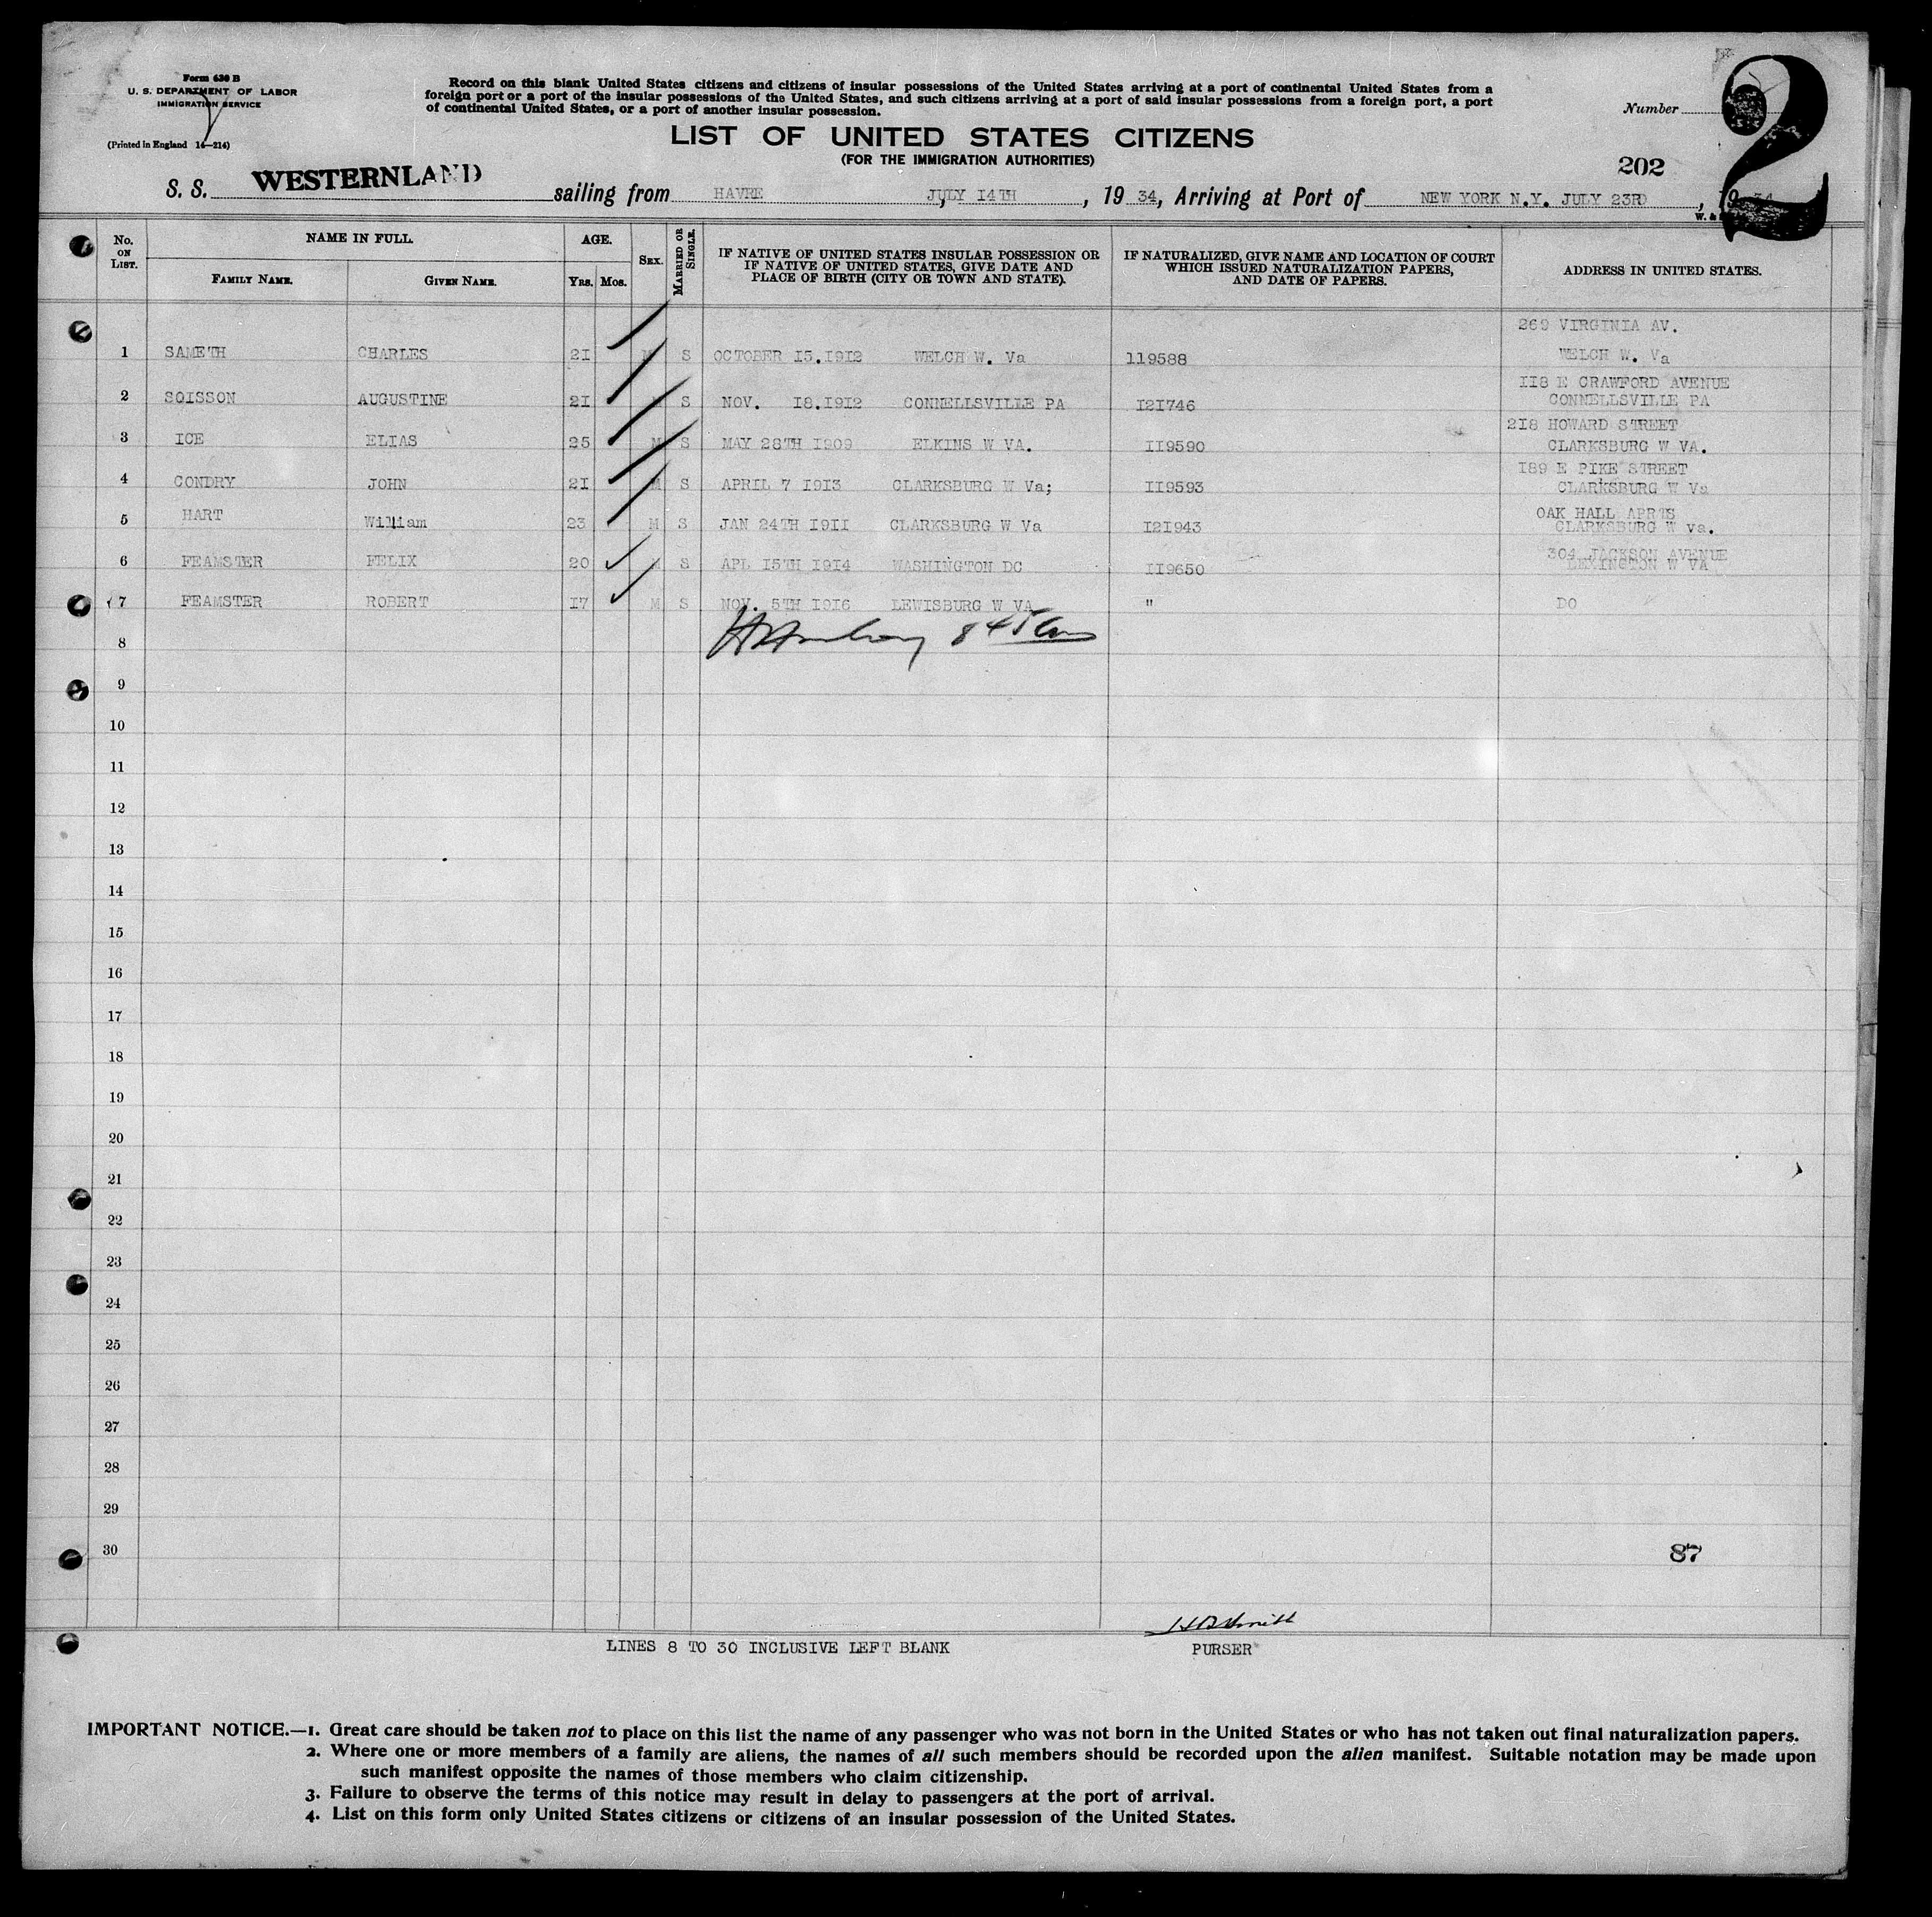 Form 630 B
U. S. DEPARTMENT OF LABOR
IMMIGRATION SERVICE
(Printed in England 14—214)
Record on this blank United States citizens and citizens of insular possessions of the United States arriving at a port of continental United States from a
foreign port or a port of the insular possessions of the United States, and such citizens arriving at a port of said insular possessions from a foreign port, a port
of continental United States, or a port of another insular possession.
LIST OF UNITED STATES CITIZENS
(FOR THE IMMIGRATION AUTHORITIES)
Number
2
202
S. S. WESTERNLAND sailing from HAVRE JULY 14TH, 19 34, Arriving at Port of NEW YORK N.Y. JULY 23RD, 19 34
No. ON LIST. NAME IN FULL. FAMILY NAME. GIVEN NAME. AGE. YRS. MOS. SEX. MARRIED OR SINGLE. IF NATIVE OF UNITED STATES INSULAR POSSESSION OR IF NATIVE OF UNITED STATES, GIVE DATE AND PLACE OF BIRTH (CITY OR TOWN AND STATE). IF NATURALIZED, GIVE NAME AND LOCATION OF COURT WHICH ISSUED NATURALIZATION PAPERS, AND DATE OF PAPERS. ADDRESS IN UNITED STATES.
269 VIRGINIA AV.
1 SAMETH CHARLES 21 M S OCTOBER 15.1912 WELCH W. Va 119588 WELCH W. Va
118 E CRAWFORD AVENUE
2 SOISSON AUGUSTINE 21 M S NOV. 18.1912 CONNELLSVILLE PA 121746 CONNELLSVILLE PA
218 HOWARD STREET
3 ICE ELIAS 25 M S MAY 28TH 1909 ELKINS W VA. 119590 CLARKSBURG W VA.
189 E PIKE STREET
4 CONDRY JOHN 21 M S APRIL 7 1913 CLARKSBURG W Va; 119593 CLARKSBURG W Va
OAK HALL APRTS
5 HART William 23 M S JAN 24TH 1911 CLARKSBURG W Va 121943 CLARKSBURG W va.
304 JACKSON AVENUE
6 FEAMSTER FELIX 20 M S APL 15TH 1914 WASHINGTON DC 119650 LEXINGTON W VA
7 FEAMSTER ROBERT 17 M S NOV. 5TH 1916 LEWISBURG W VA " DO
8
9
10
11
12
13
14
15
16
17
18
19
20
21
22
23
24
25
26
27
28
29
30
87
LINES 8 TO 30 INCLUSIVE LEFT BLANK
PURSER
IMPORTANT NOTICE.—1. Great care should be taken not to place on this list the name of any passenger who was not born in the United States or who has not taken out final naturalization papers.
2. Where one or more members of a family are aliens, the names of all such members should be recorded upon the alien manifest. Suitable notation may be made upon
such manifest opposite the names of those members who claim citizenship.
3. Failure to observe the terms of this notice may result in delay to passengers at the port of arrival.
4. List on this form only United States citizens or citizens of an insular possession of the United States.